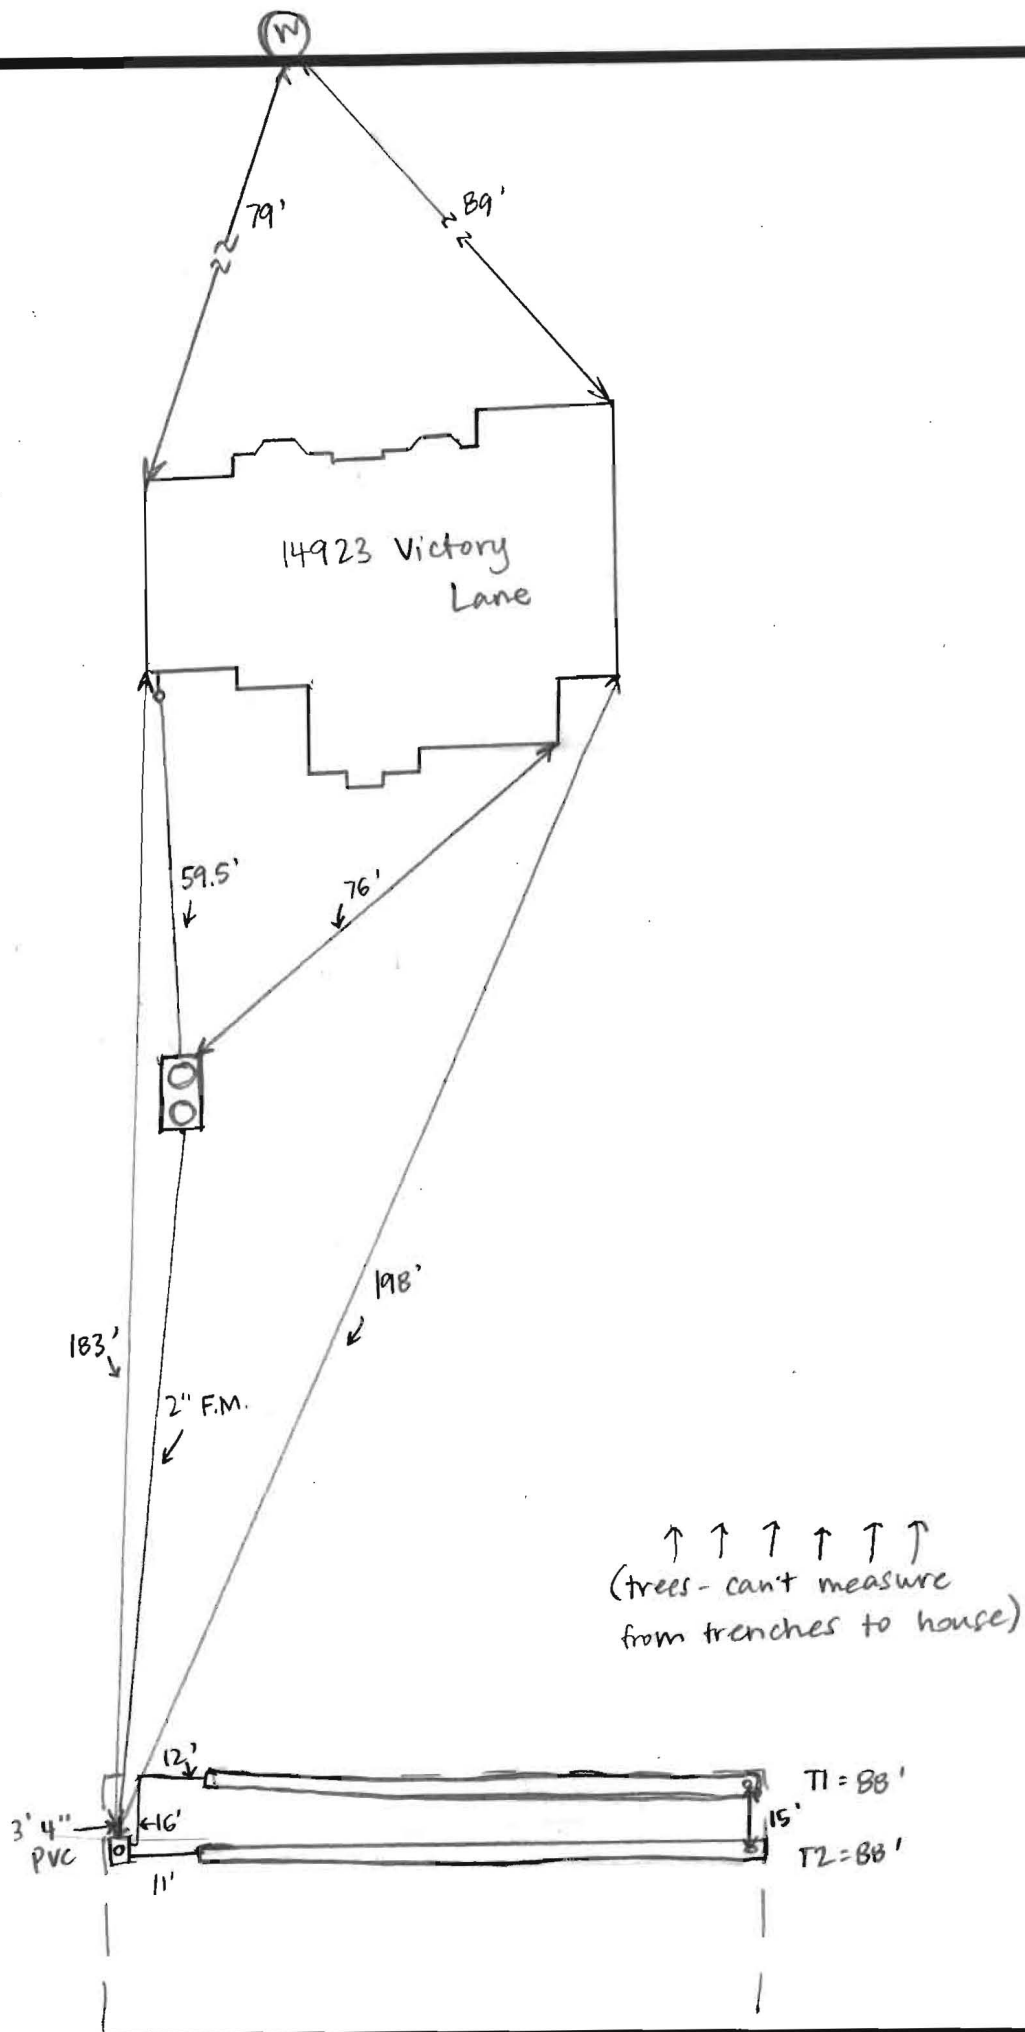 W
79'
89'
14923 Victory
Lane
59.5'
76'
198'
183'
2" F.M.
(trees - can't measure
from trenches to house)
12'
T1 = 88'
3' 4"
PVC
16'
15'
11'
T2 = 88'